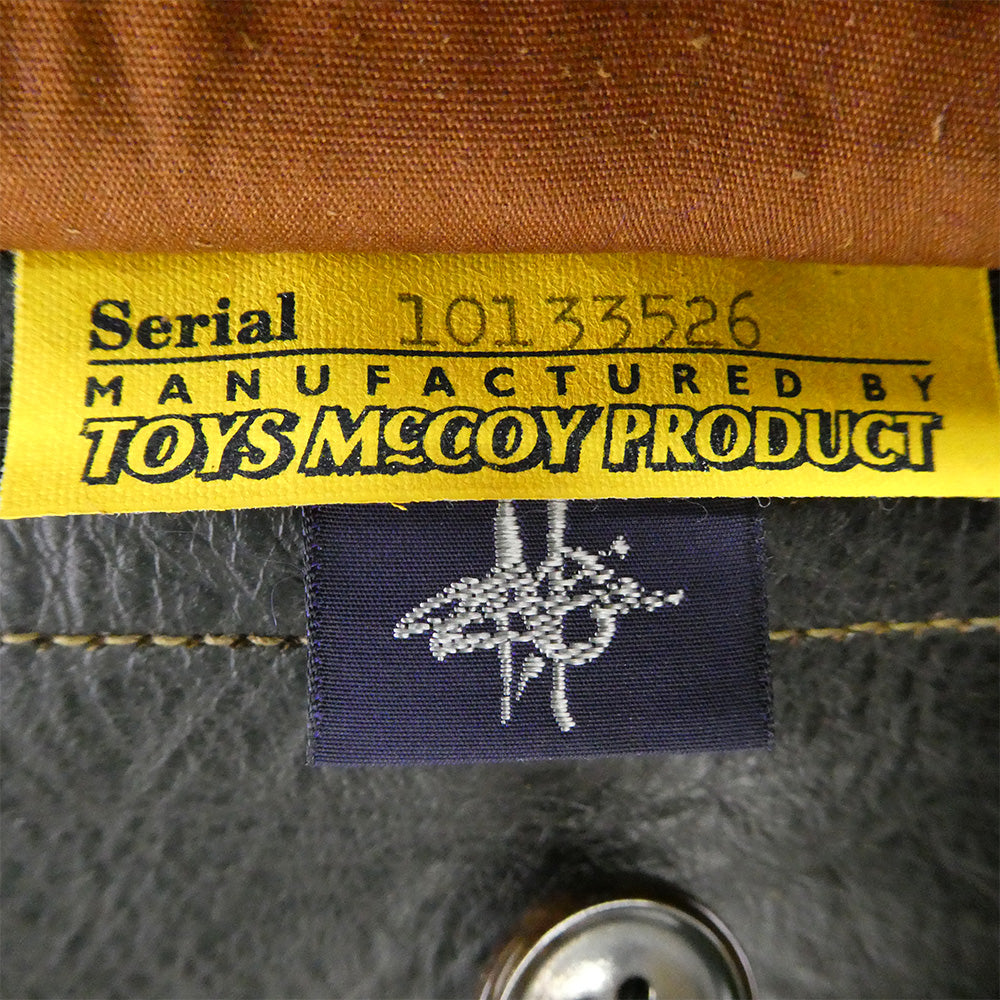 Serial 10133526
MANUFACTURED BY
TOYS McCOY PRODUCT